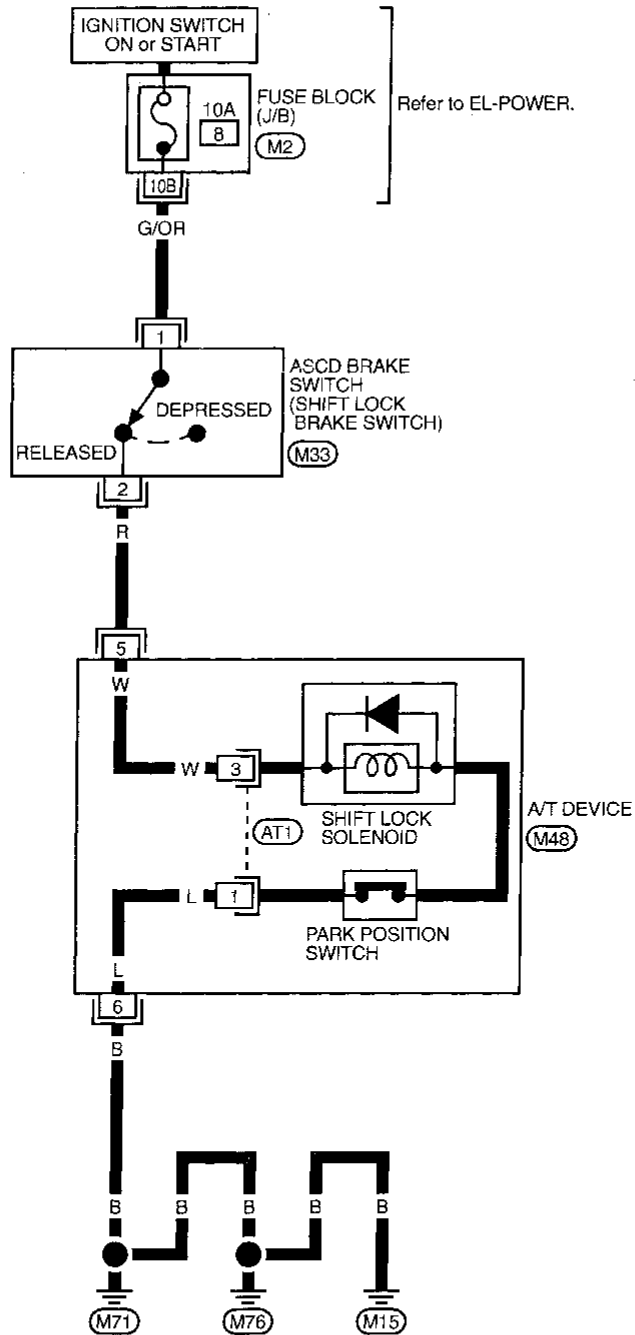 IGNITION SWITCH
ON or START
10A
8
FUSE BLOCK
(J/B)
M2
Refer to EL-POWER.
10B
G/OR
1
DEPRESSED
RELEASED
ASCD BRAKE
SWITCH
(SHIFT LOCK
BRAKE SWITCH)
M33
2
R
5
W
W
3
SHIFT LOCK
SOLENOID
A/T DEVICE
M48
AT1
L
1
PARK POSITION
SWITCH
L
6
B
B
B
B
B
B
M71
M76
M15